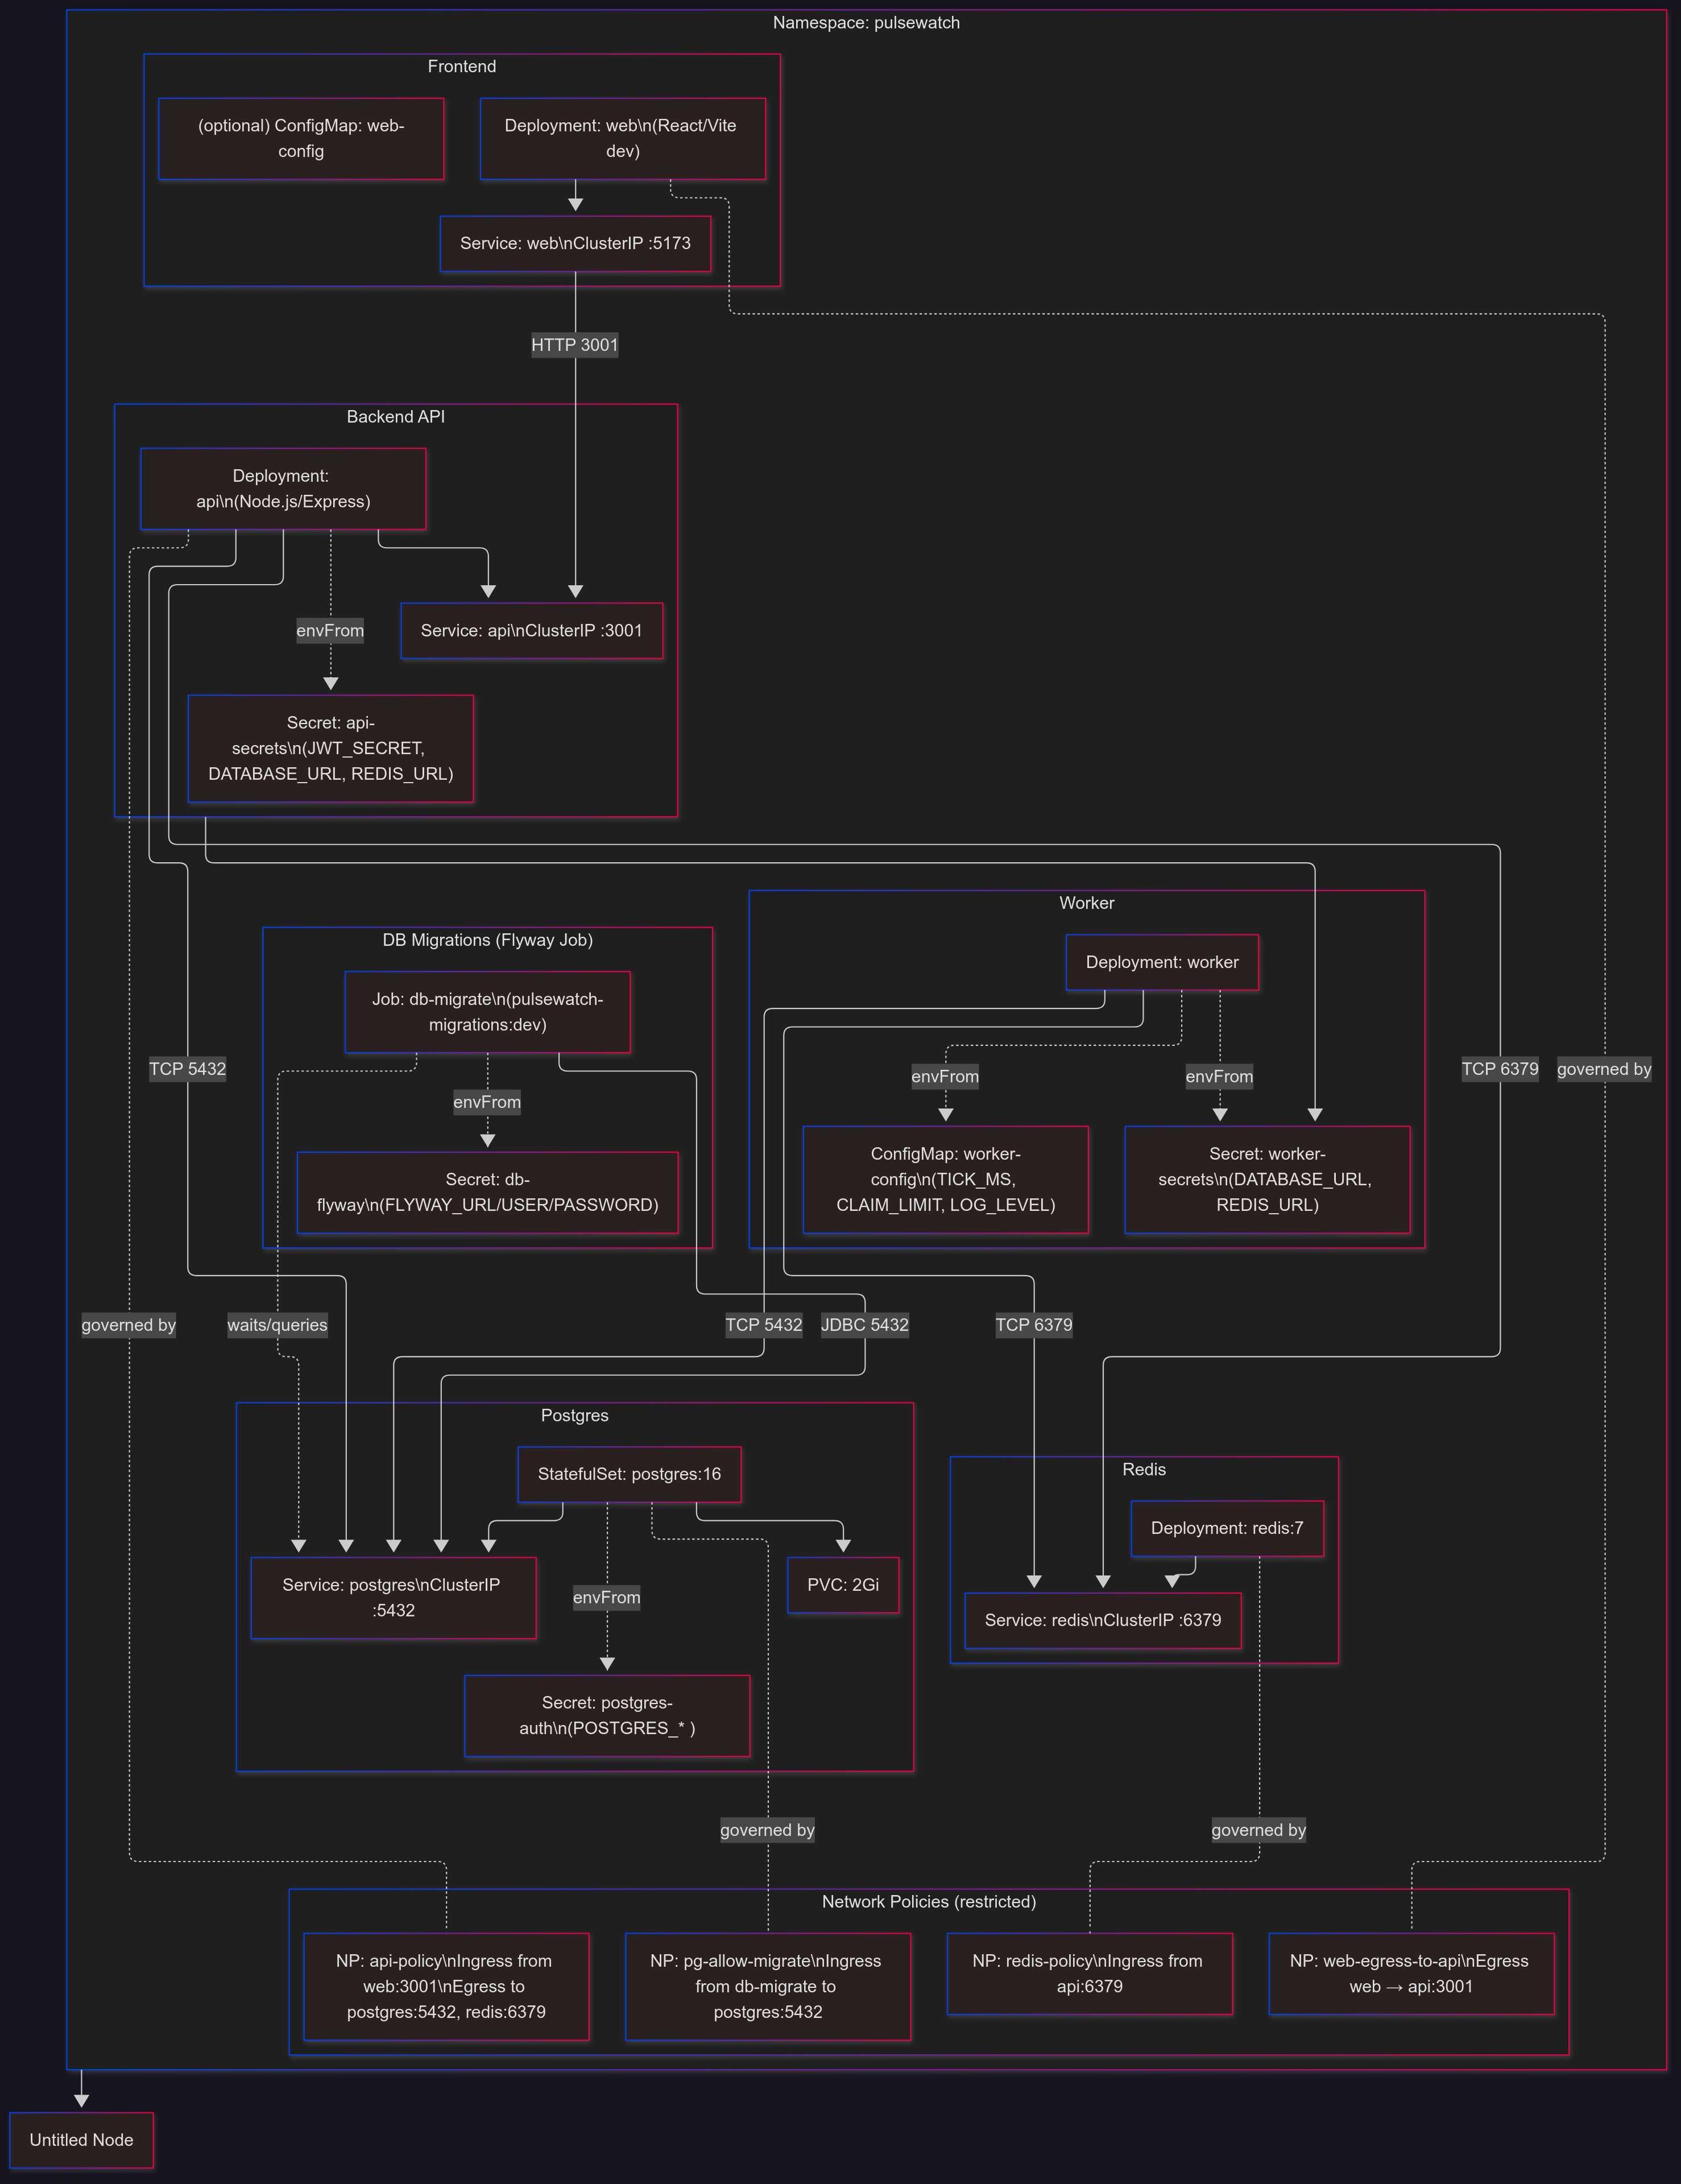 Namespace: pulsewatch
Frontend
(optional) ConfigMap: web-
config
Deployment: web\n(React/Vite
dev)
Service: web\nClusterIP :5173
HTTP 3001
Backend API
Deployment:
api\n(Node.js/Express)
envFrom
Service: api\nClusterIP :3001
Secret: api-
secrets\n(JWT_SECRET,
DATABASE_URL, REDIS_URL)
Worker
Deployment: worker
DB Migrations (Flyway Job)
Job: db-migrate\n(pulsewatch-
migrations:dev)
TCP 5432
envFrom
envFrom
envFrom
TCP 6379
governed by
Secret: db-
flyway\n(FLYWAY_URL/USER/PASSWORD)
ConfigMap: worker-
config\n(TICK_MS,
CLAIM_LIMIT, LOG_LEVEL)
Secret: worker-
secrets\n(DATABASE_URL,
REDIS_URL)
governed by
waits/queries
TCP 5432
JDBC 5432
TCP 6379
Postgres
StatefulSet: postgres:16
Service: postgres\nClusterIP
:5432
envFrom
PVC: 2Gi
Secret: postgres-
auth\n(POSTGRES_* )
Redis
Deployment: redis:7
Service: redis\nClusterIP :6379
governed by
governed by
Network Policies (restricted)
NP: api-policy\nIngress from
web:3001\nEgress to
postgres:5432, redis:6379
NP: pg-allow-migrate\nIngress
from db-migrate to
postgres:5432
NP: redis-policy\nIngress from
api:6379
NP: web-egress-to-api\nEgress
web → api:3001
Untitled Node